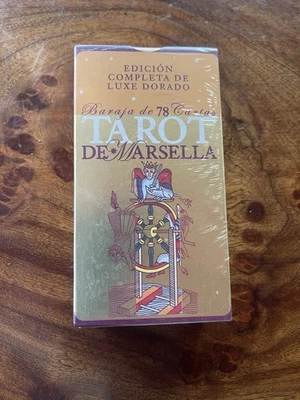 EDICIÓN
COMPLETA DE
LUXE DORADO
Baraja de 78 Cartas
TAROT
DE MARSELLA